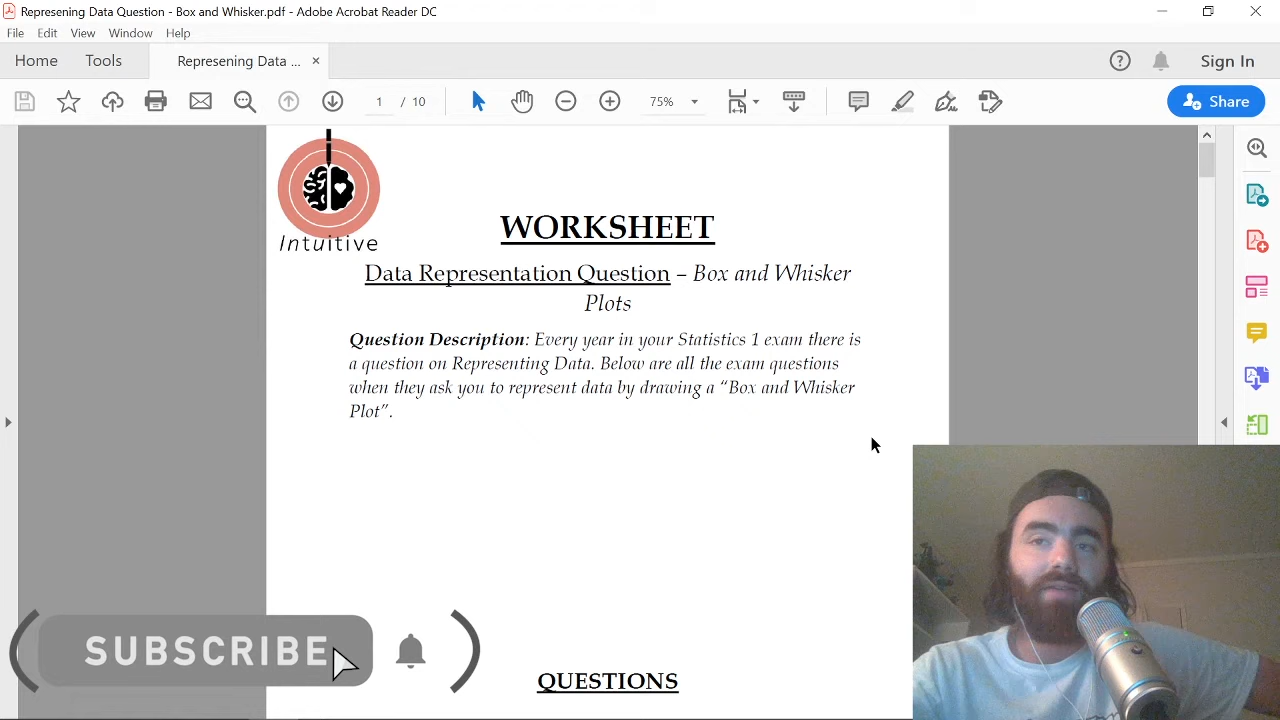 Represening Data Question - Box and Whisker.pdf - Adobe Acrobat Reader DC
File Edit View Window Help
Home Tools Represening Data ... × Sign In
1 / 10 75% Share
Intuitive
WORKSHEET
Data Representation Question – Box and Whisker
Plots
Question Description: Every year in your Statistics 1 exam there is
a question on Representing Data. Below are all the exam questions
when they ask you to represent data by drawing a “Box and Whisker
Plot”.
SUBSCRIBE
QUESTIONS